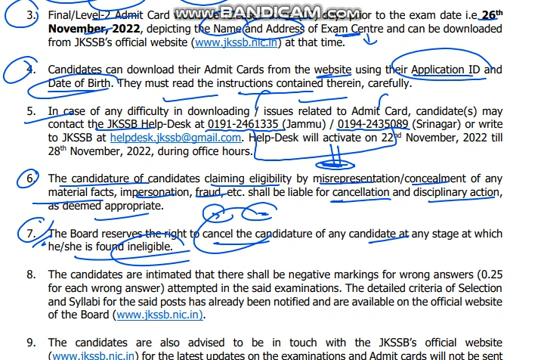 SCREENCAST MATIC
3. Final/Level-2 Admit Card to the exam date i.e 26th
November, 2022, depicting the Name and Address of Exam Centre and can be downloaded
from JKSSB's official website (www.jkssb.nic.in) at that time.
4. Candidates can download their Admit Cards from the website using their Application ID and
Date of Birth. They must read the instructions contained therein, carefully.
5. In case of any difficulty in downloading / issues related to Admit Card, candidate(s) may
contact the JKSSB Help-Desk at 0191-2461335 (Jammu) / 0194-2435089 (Srinagar) or write
to JKSSB at helpdesk.jkssb@gmail.com. Help-Desk will activate on 22nd November, 2022 till
28th November, 2022, during office hours.
6. The candidature of candidates claiming eligibility by misrepresentation/concealment of any
material facts, impersonation, fraud, etc. shall be liable for cancellation and disciplinary action,
as deemed appropriate.
7. The Board reserves the right to cancel the candidature of any candidate at any stage at which
he/she is found ineligible.
8. The candidates are intimated that there shall be negative markings for wrong answers (0.25
for each wrong answer) attempted in the said examinations. The detailed criteria of Selection
and Syllabi for the said posts has already been notified and are available on the official website
of the Board (www.jkssb.nic.in).
9. The candidates are also advised to be in touch with the JKSSB's official website
(www.jkssb.nic.in) for the latest updates on the examinations and Admit cards will not be sent